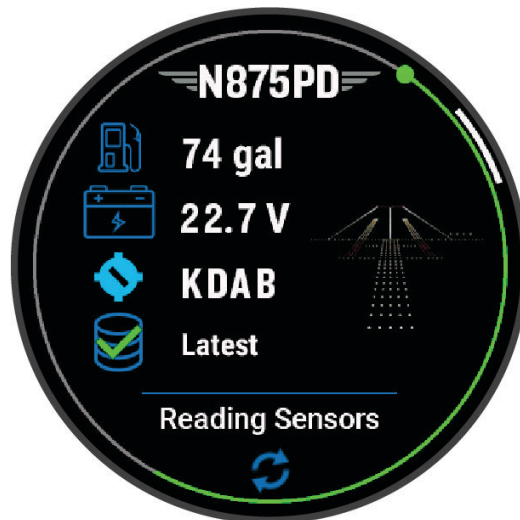 N875PD
74 gal
22.7 V
KDAB
Latest
Reading Sensors